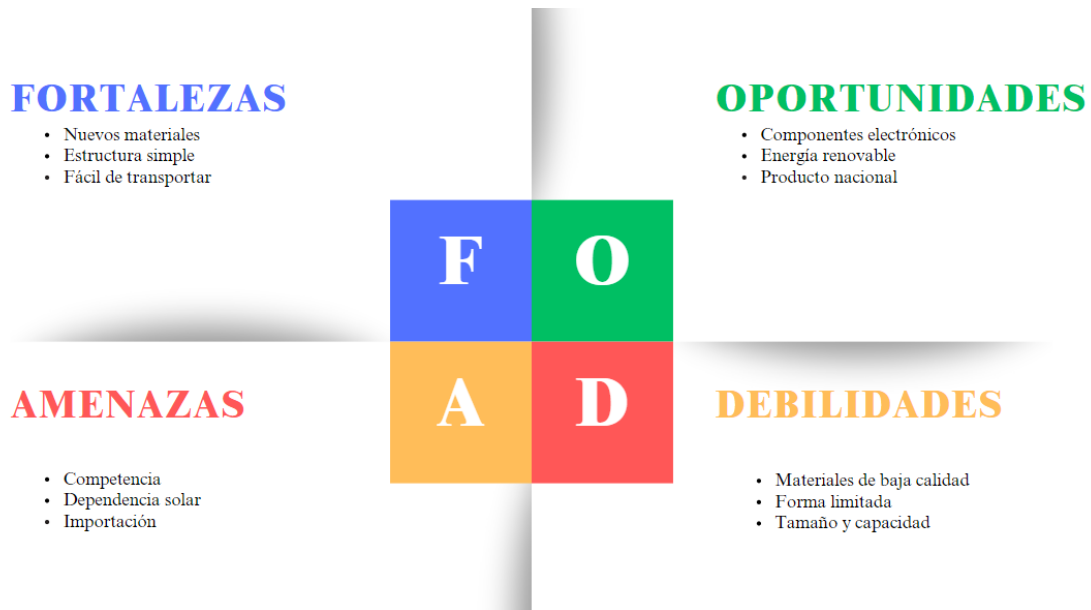 FORTALEZAS
• Nuevos materiales
• Estructura simple
• Fácil de transportar
OPORTUNIDADES
• Componentes electrónicos
• Energía renovable
• Producto nacional
F
O
A
D
AMENAZAS
• Competencia
• Dependencia solar
• Importación
DEBILIDADES
• Materiales de baja calidad
• Forma limitada
• Tamaño y capacidad